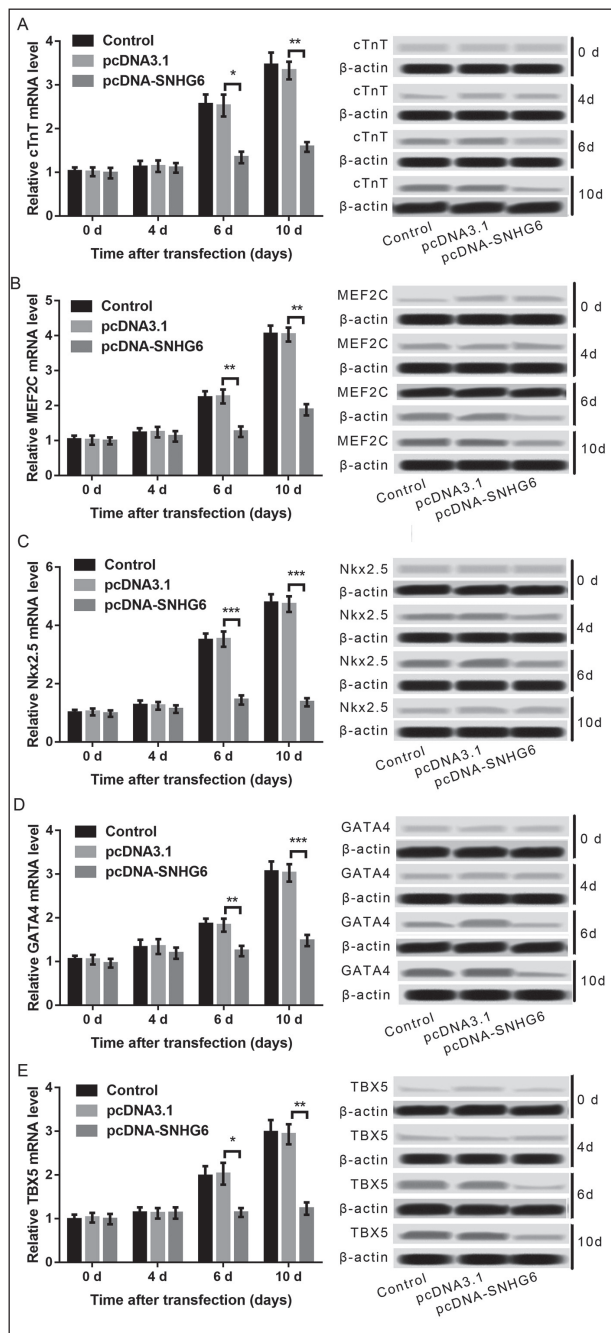 A
Relative cTnT mRNA level
4
3
2
1
0
Control
pcDNA3.1
pcDNA-SNHG6
*
**
0 d
4 d
6 d
10 d
Time after transfection (days)
cTnT
β-actin
0 d
cTnT
β-actin
4d
cTnT
β-actin
6d
cTnT
β-actin
10d
Control
pcDNA3.1
pcDNA-SNHG6
B
Relative MEF2C mRNA level
5
4
3
2
1
0
Control
pcDNA3.1
pcDNA-SNHG6
**
**
0 d
4 d
6 d
10 d
Time after transfection (days)
MEF2C
β-actin
0 d
MEF2C
β-actin
4d
MEF2C
β-actin
6d
MEF2C
β-actin
10d
Control
pcDNA3.1
pcDNA-SNHG6
C
Relative Nkx2.5 mRNA level
6
4
2
0
Control
pcDNA3.1
pcDNA-SNHG6
***
***
0 d
4 d
6 d
10 d
Time after transfection (days)
Nkx2.5
β-actin
0 d
Nkx2.5
β-actin
4d
Nkx2.5
β-actin
6d
Nkx2.5
β-actin
10d
Control
pcDNA3.1
pcDNA-SNHG6
D
Relative GATA4 mRNA level
4
3
2
1
0
Control
pcDNA3.1
pcDNA-SNHG6
**
***
0 d
4 d
6 d
10 d
Time after transfection (days)
GATA4
β-actin
0 d
GATA4
β-actin
4d
GATA4
β-actin
6d
GATA4
β-actin
10d
Control
pcDNA3.1
pcDNA-SNHG6
E
Relative TBX5 mRNA level
4
3
2
1
0
Control
pcDNA3.1
pcDNA-SNHG6
*
**
0 d
4 d
6 d
10 d
Time after transfection (days)
TBX5
β-actin
0 d
TBX5
β-actin
4d
TBX5
β-actin
6d
TBX5
β-actin
10d
Control
pcDNA3.1
pcDNA-SNHG6